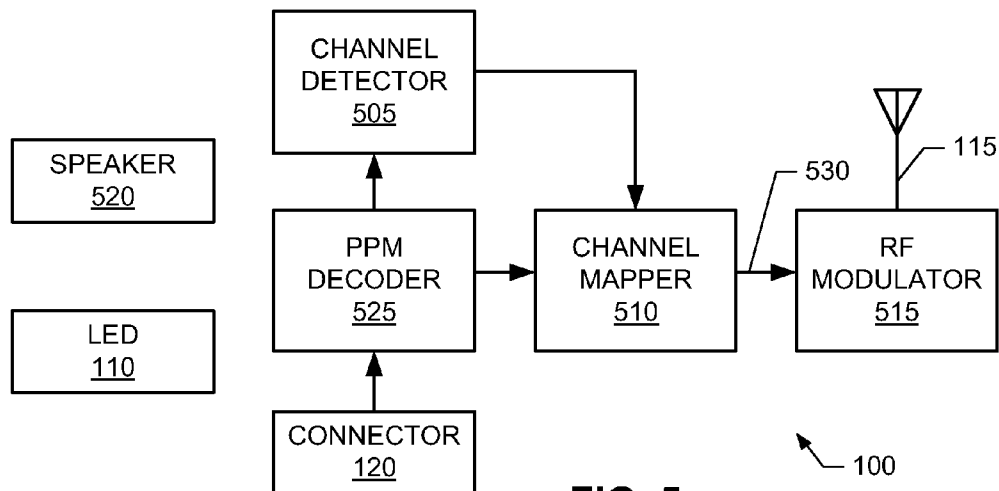 CHANNEL
DETECTOR
505
SPEAKER
520
115
530
PPM
DECODER
525
CHANNEL
MAPPER
510
RF
MODULATOR
515
LED
110
CONNECTOR
120
100